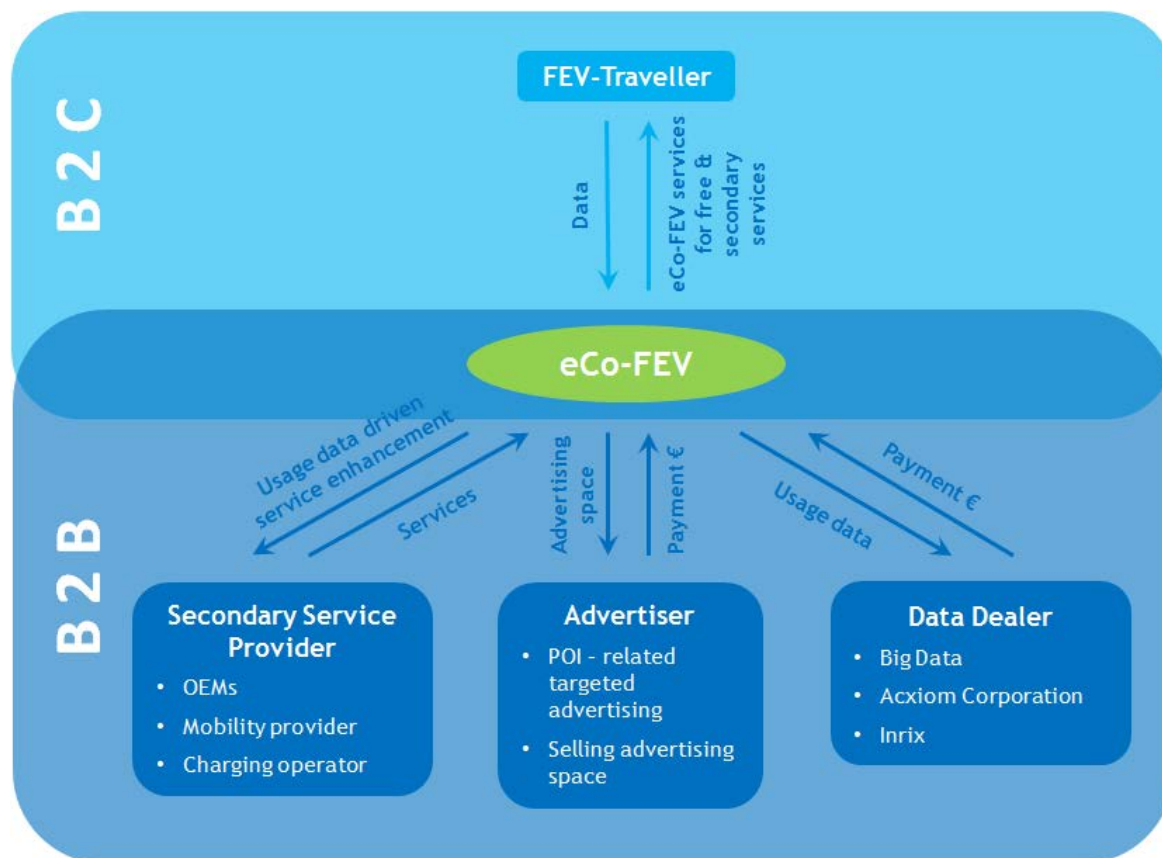 B2C
FEV-Traveller
Data
eCo-FEV services
for free &
secondary
services
eCo-FEV
Usage data driven
service enhancement
Services
Advertising
space
Payment €
Payment €
Usage data
B2B
Secondary Service
Provider
• OEMs
• Mobility provider
• Charging operator
Advertiser
• POI – related
targeted
advertising
• Selling advertising
space
Data Dealer
• Big Data
• Acxiom Corporation
• Inrix